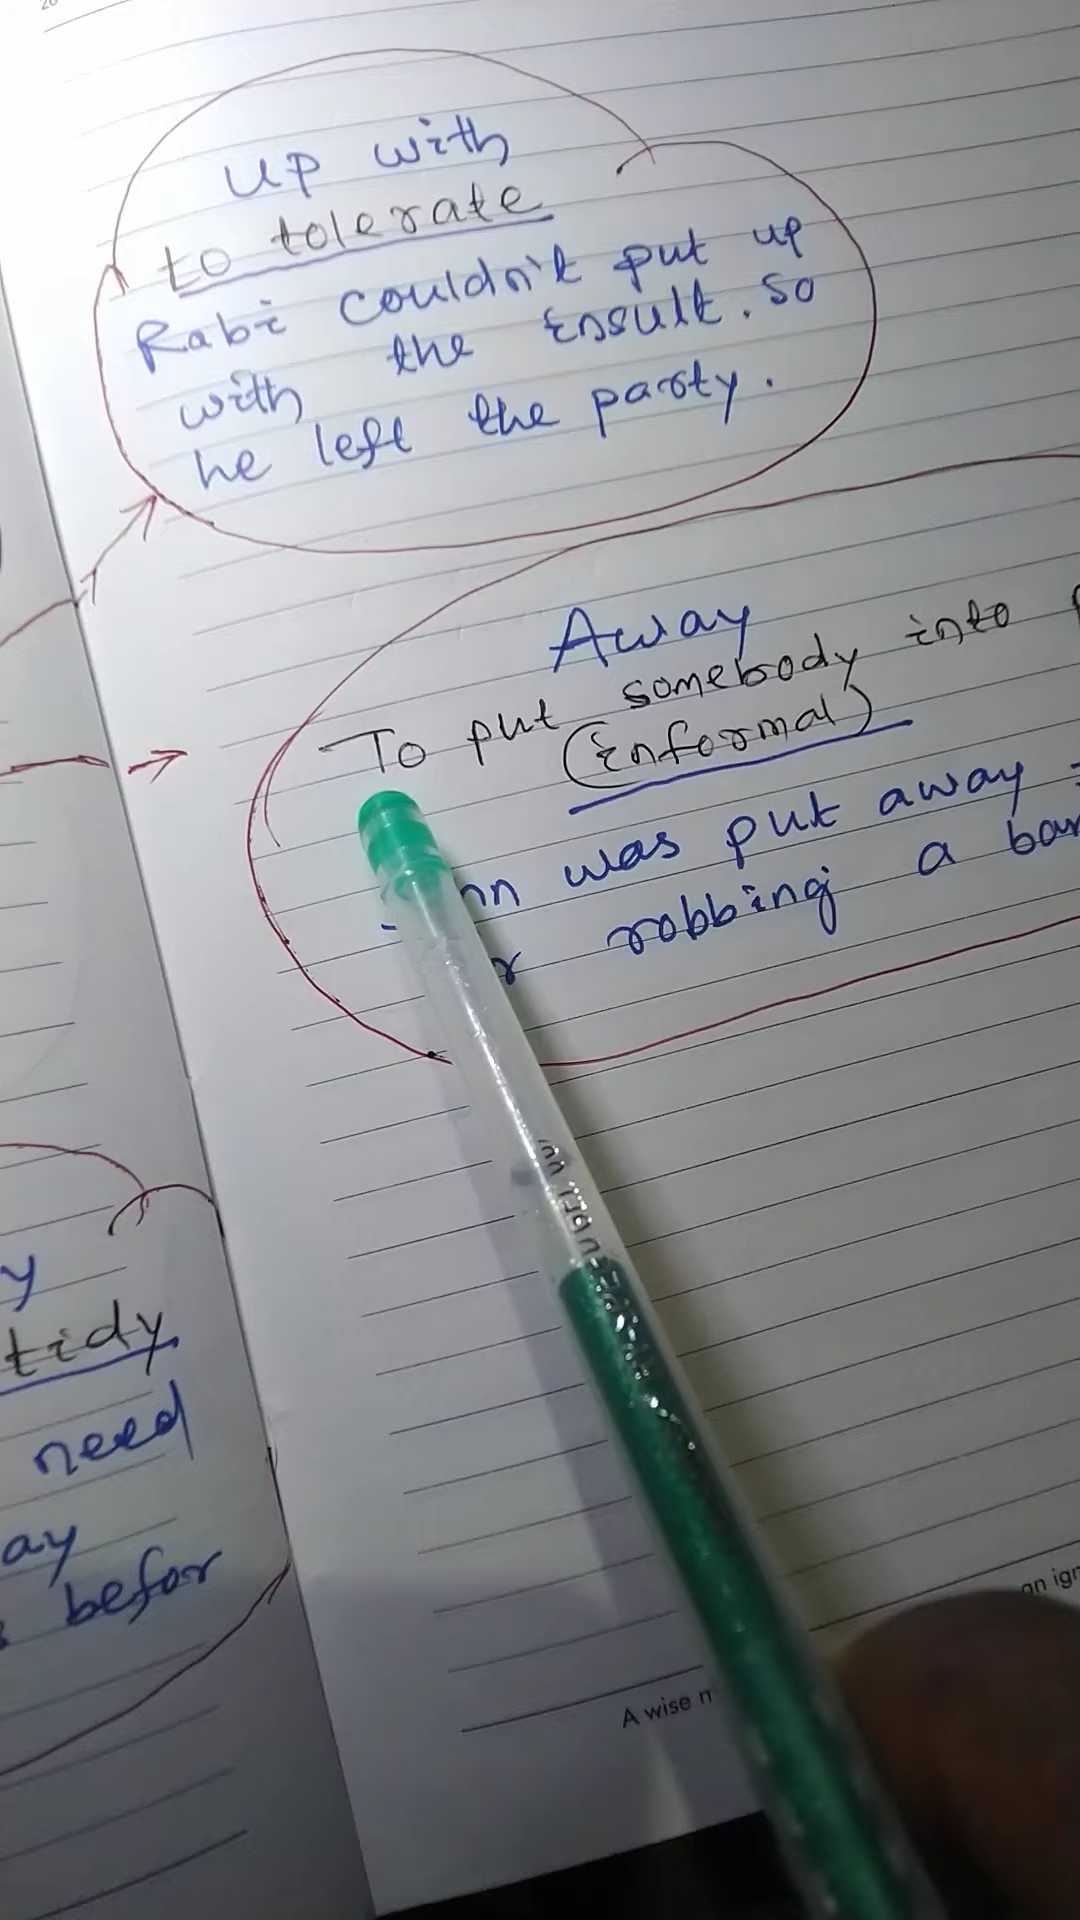 up with
to tolerate
Rabi couldn't put up
with the insult. So
he left the party.
Away
To put somebody into
(informal)
was put away
robbing a
y
tidy
need
ay
befor
A wise